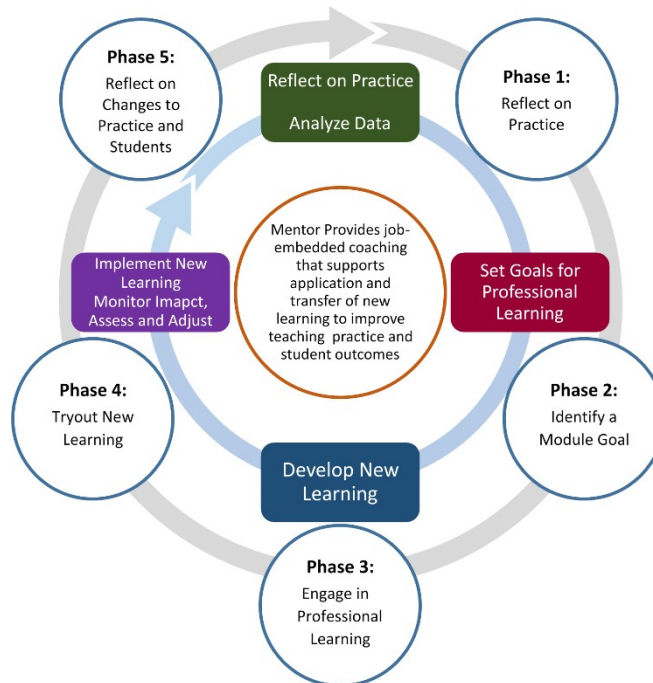 Phase 5:
Reflect on
Changes to
Practice and
Students
Reflect on Practice
Analyze Data
Phase 1:
Reflect on
Practice
Mentor Provides job-
embedded coaching
that supports
application and
transfer of new
learning to improve
teaching practice and
student outcomes
Implement New
Learning
Monitor Imapct,
Assess and Adjust
Set Goals for
Professional
Learning
Phase 4:
Tryout New
Learning
Phase 2:
Identify a
Module Goal
Develop New
Learning
Phase 3:
Engage in
Professional
Learning